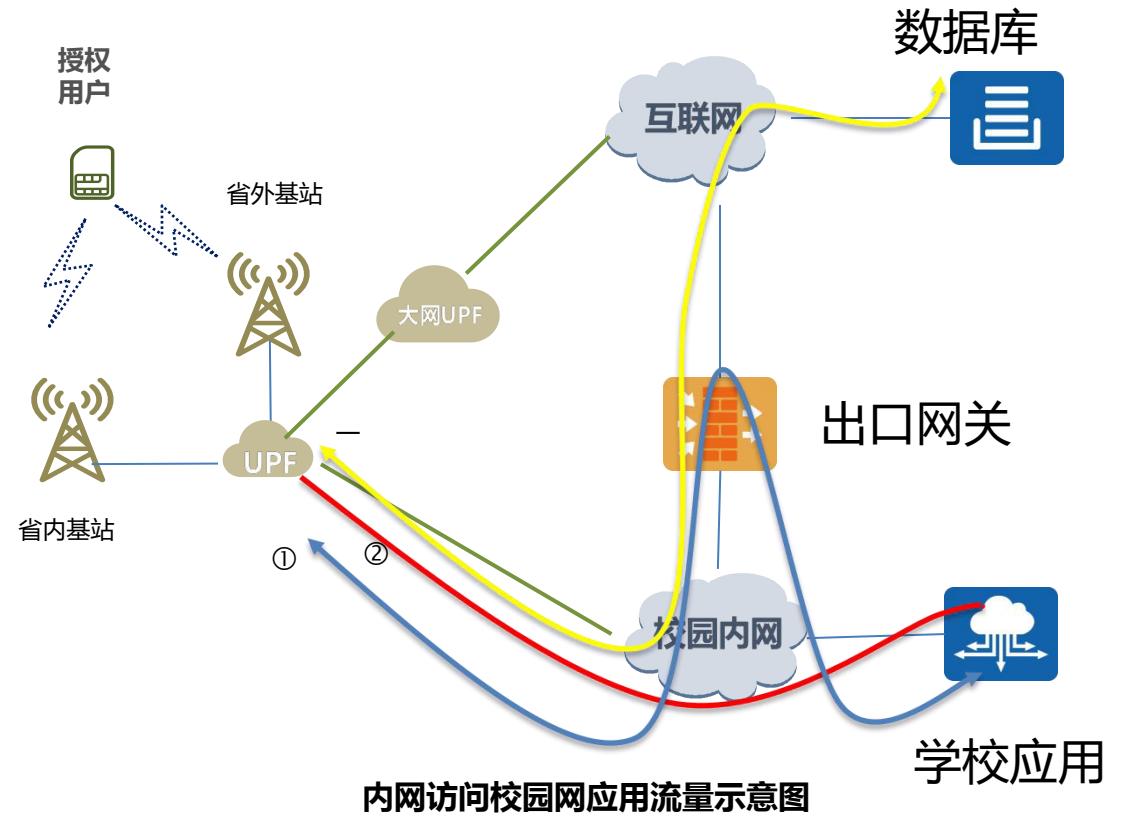 数据库
授权
用户
互联网
省外基站
大网UPF
出口网关
一
UPF
省内基站
①
②
校园内网
学校应用
内网访问校园网应用流量示意图